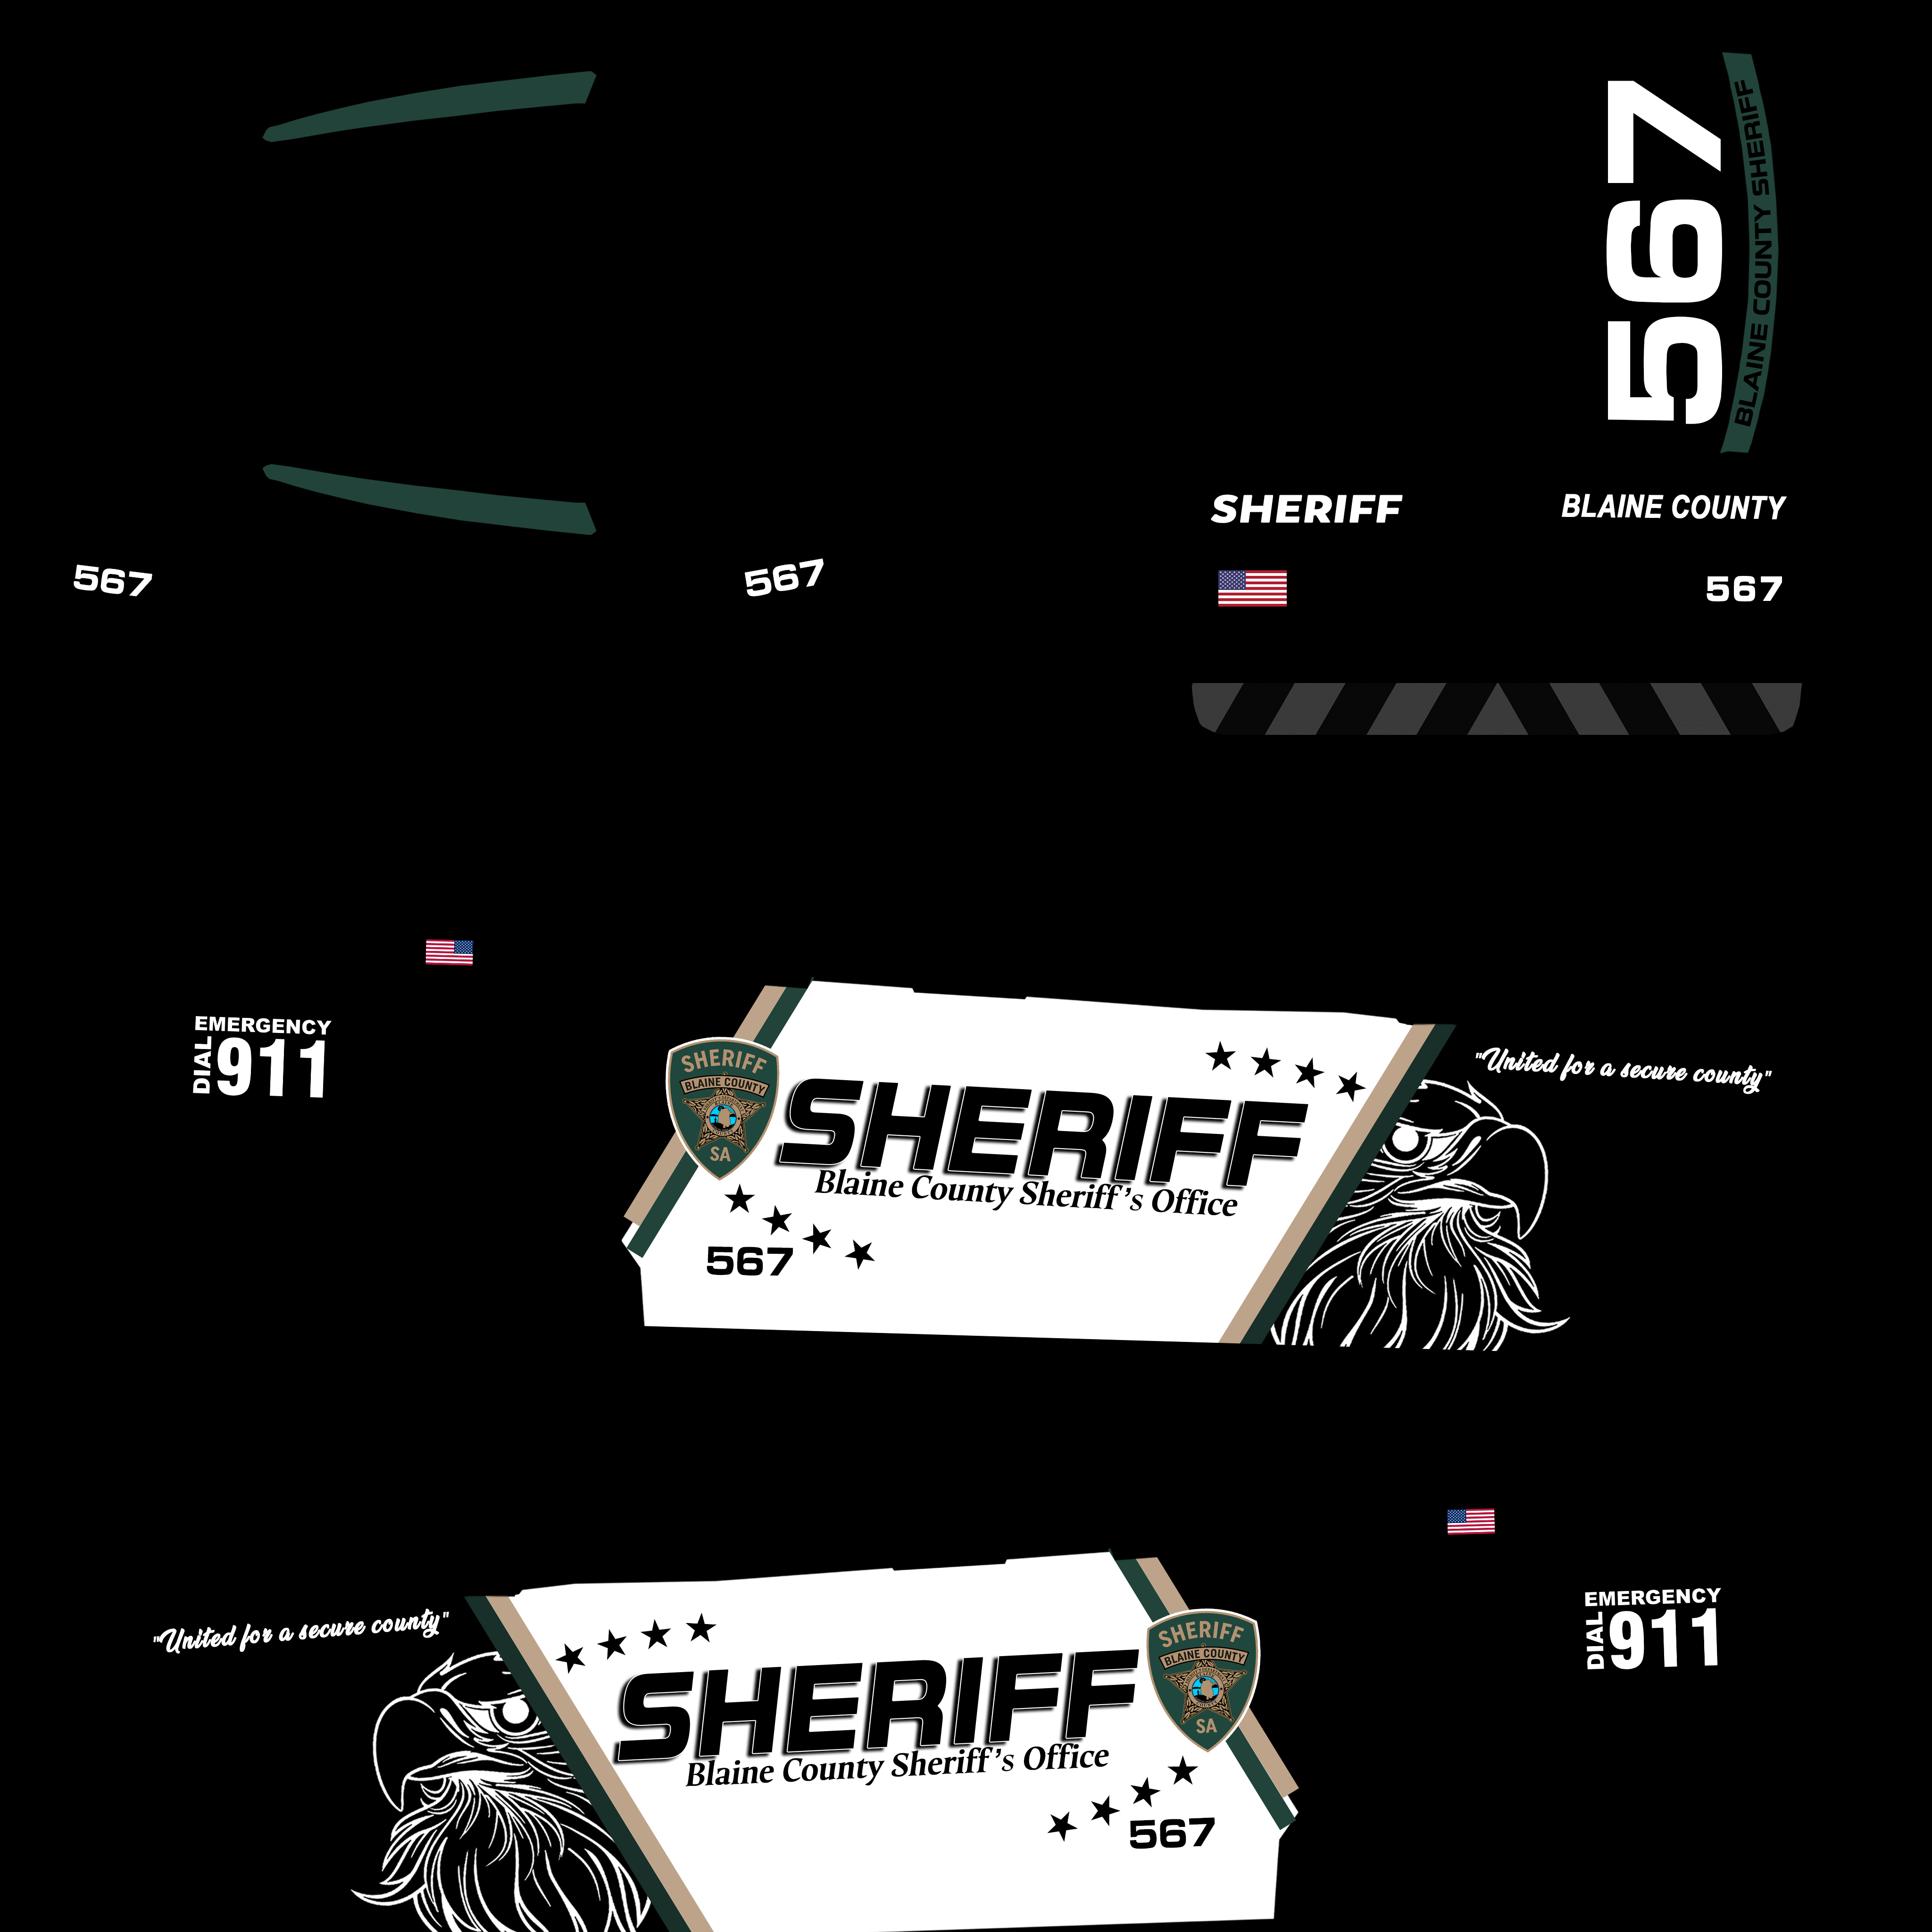 567
BLAINE COUNTY SHERIFF
SHERIFF
BLAINE COUNTY
567
567
567
EMERGENCY
DIAL
911
SHERIFF
BLAINE COUNTY
SA
SHERIFF
Blaine County Sheriff's Office
567
"United for a secure county"
"United for a secure county"
SHERIFF
Blaine County Sheriff's Office
SHERIFF
BLAINE COUNTY
SA
567
EMERGENCY
DIAL
911